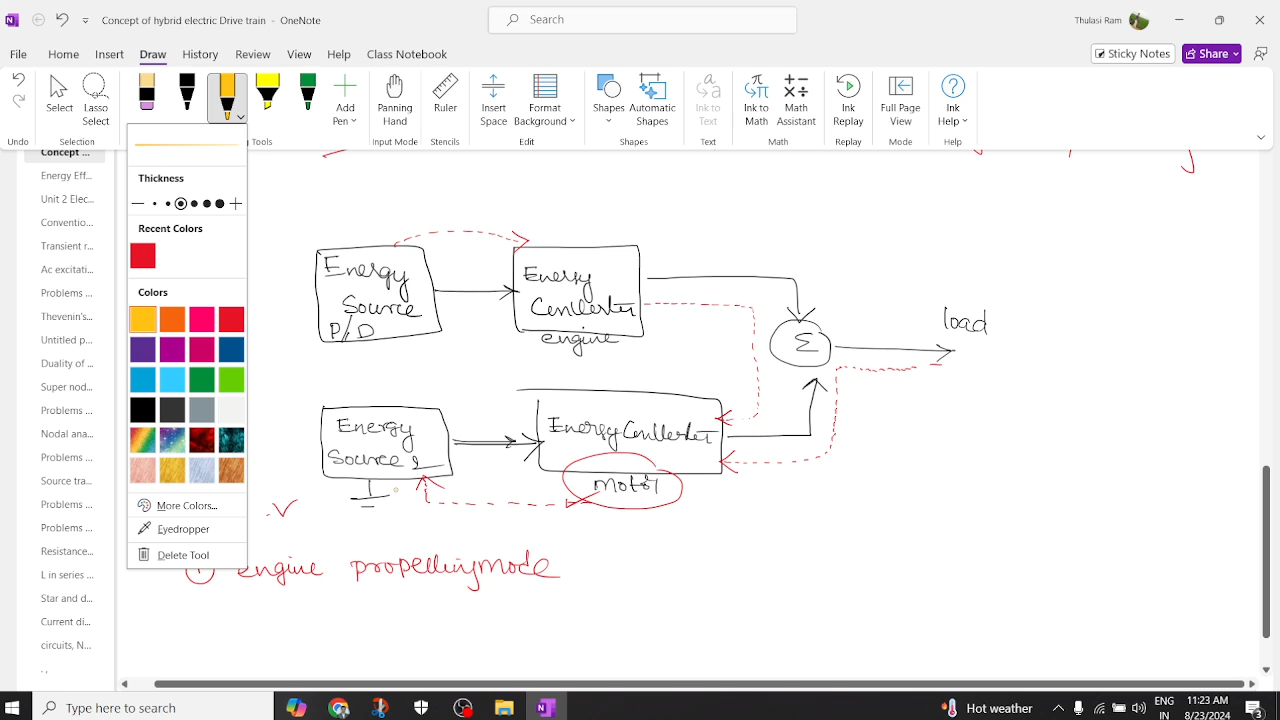 Concept of hybrid electric Drive train - OneNote
Search
Thulasi Ram
File Home Insert Draw History Review View Help Class Notebook
Sticky Notes Share
Select Lasso Select Add Pen Panning Hand Ruler Insert Space Format Background Shapes Automatic Shapes Ink to Text Ink to Math Math Assistant Ink Replay Full Page View Ink Help
Undo Selection Tools Input Mode Stencils Edit Shapes Math Replay Mode Help
Concept ...
Energy Eff...
Unit 2 Elec...
Conventio...
Transient r...
Ac excitati...
Problems ...
Thevenin's...
Untitled p...
Duality of ...
Super nod...
Problems ...
Nodal ana...
Problems ...
Source tra...
Problems ...
Problems ...
Resistance...
L in series ...
Star and d...
Current di...
circuits, N...
Thickness
Recent Colors
Colors
More Colors...
Eyedropper
Delete Tool
Energy
Source
P/D
Energy
Converter
engine
Σ
load
Energy
Source 2
Energy Converter
motor
① engine propelling mode
Type here to search
Hot weather
ENG
IN
11:23 AM
8/23/2024
3